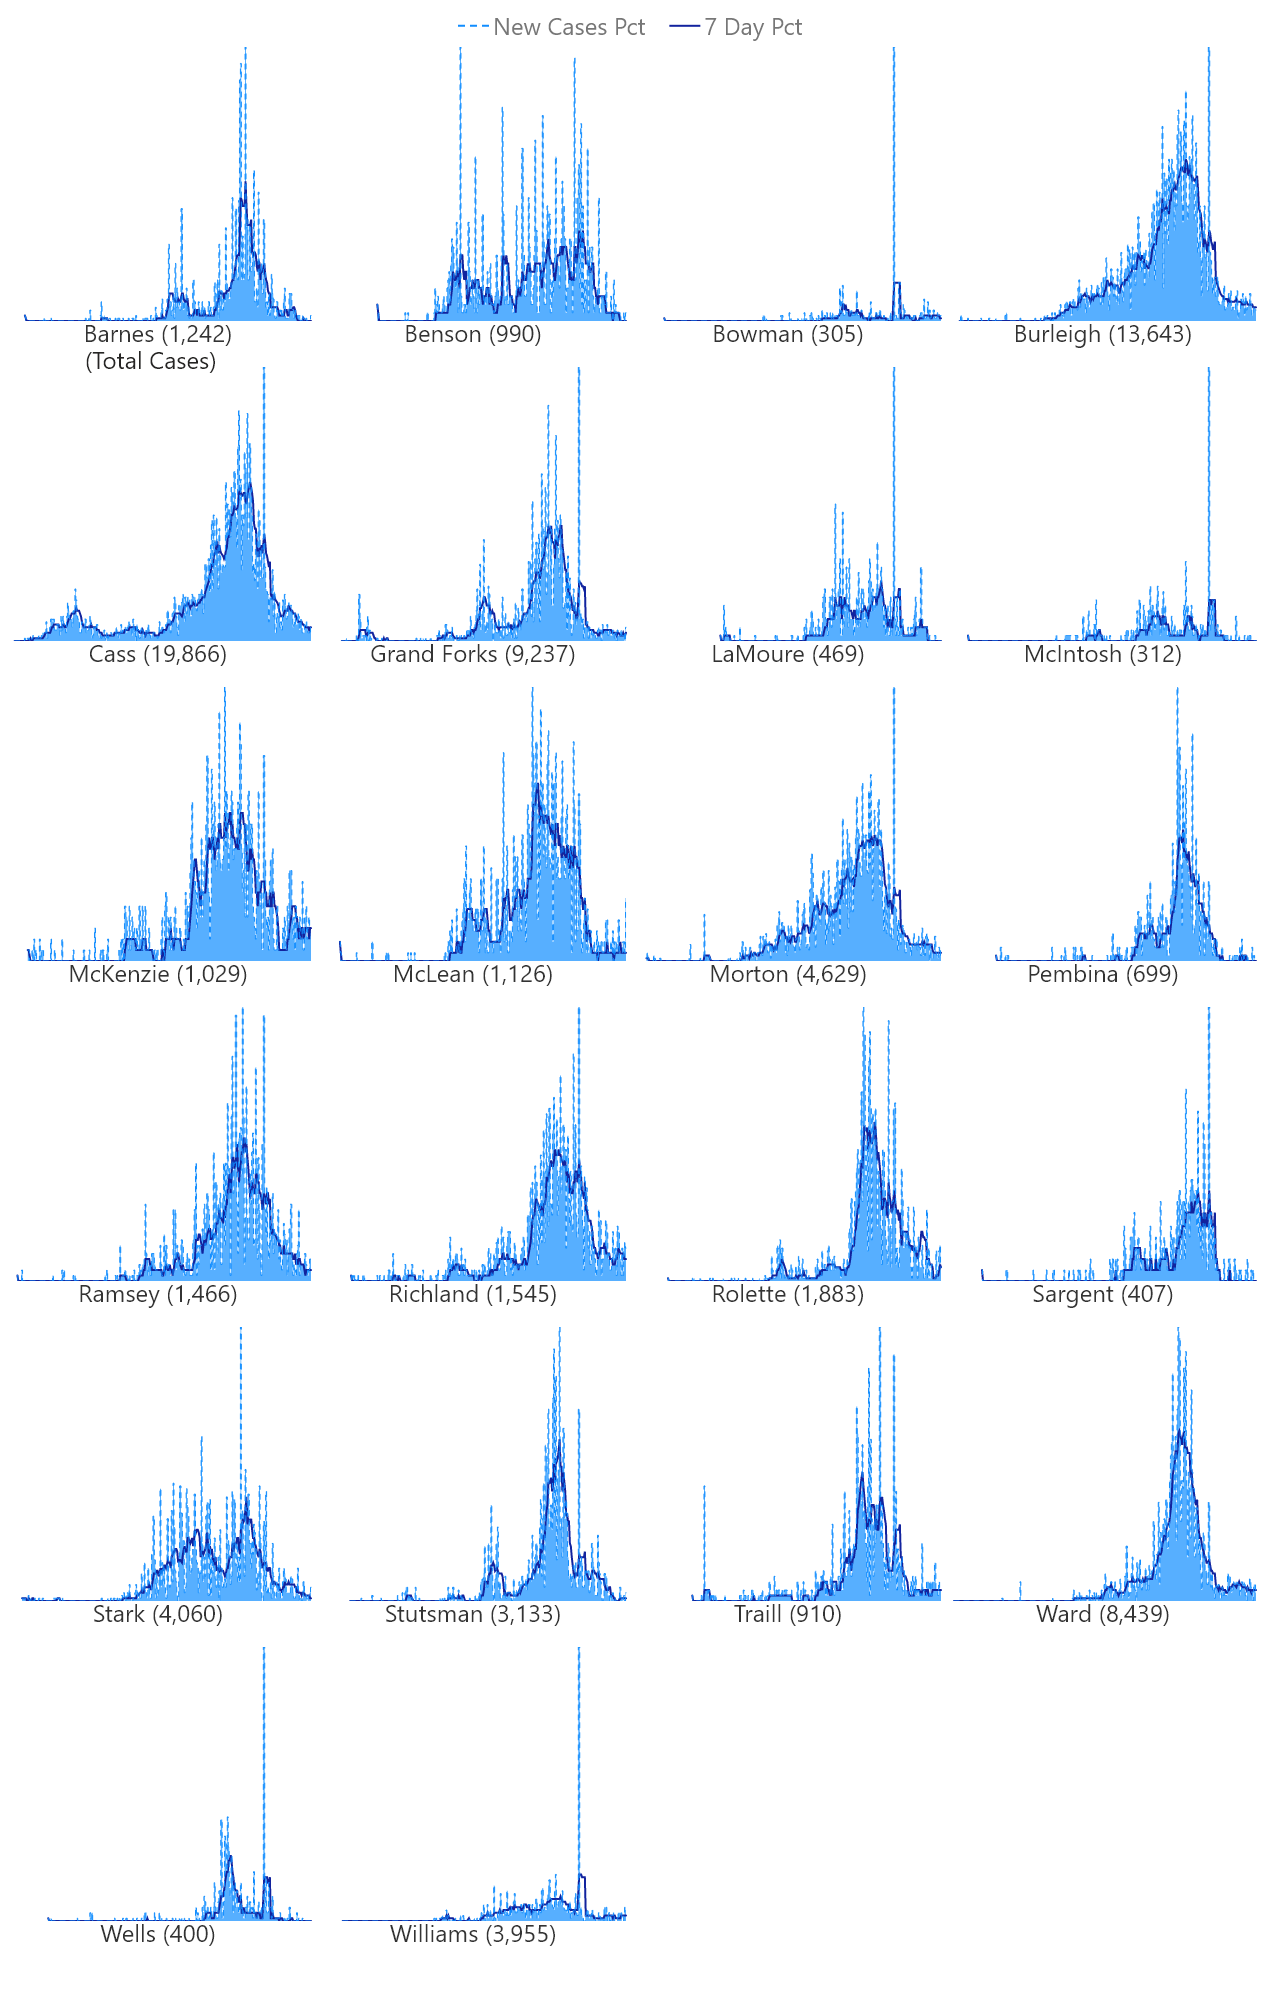 New Cases Pct 7 Day Pct
Barnes (1,242)
(Total Cases)
Benson (990)
Bowman (305)
Burleigh (13,643)
Cass (19,866)
Grand Forks (9,237)
LaMoure (469)
McIntosh (312)
McKenzie (1,029)
McLean (1,126)
Morton (4,629)
Pembina (699)
Ramsey (1,466)
Richland (1,545)
Rolette (1,883)
Sargent (407)
Stark (4,060)
Stutsman (3,133)
Traill (910)
Ward (8,439)
Wells (400)
Williams (3,955)